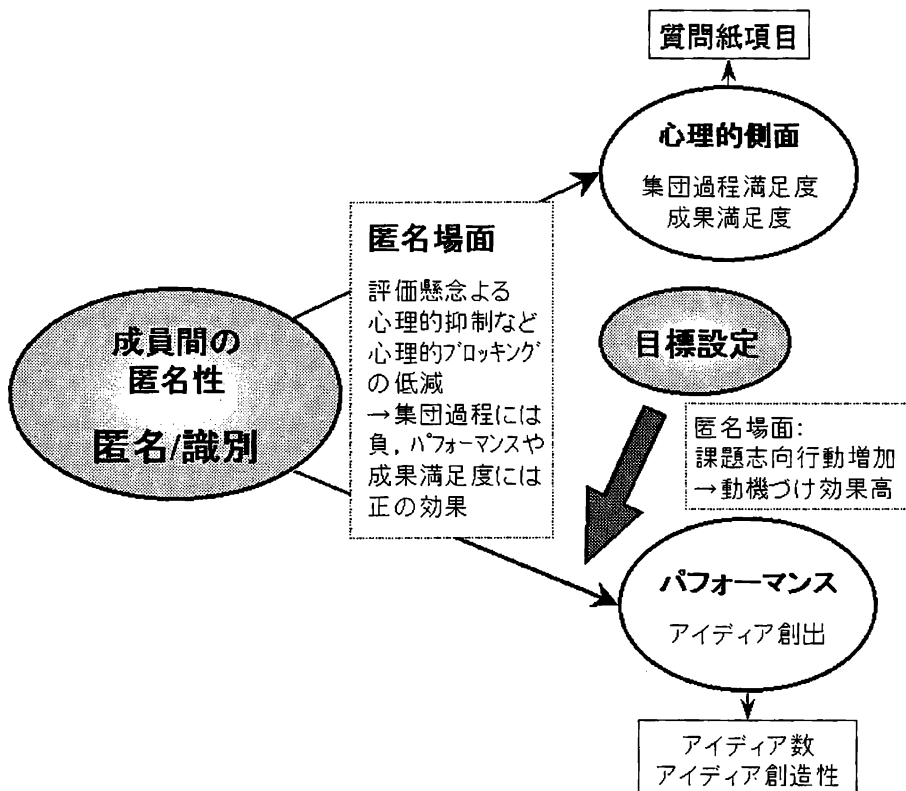 質問紙項目
心理的側面
集団過程満足度
成果満足度
匿名場面
評価懸念よる
心理的抑制など
心理的ブロッキング
の低減
→集団過程には
負，パフォーマンスや
成果満足度には
正の効果
成員間の
匿名性
匿名/識別
目標設定
匿名場面:
課題志向行動増加
→動機づけ効果高
パフォーマンス
アイディア創出
アイディア数
アイディア創造性